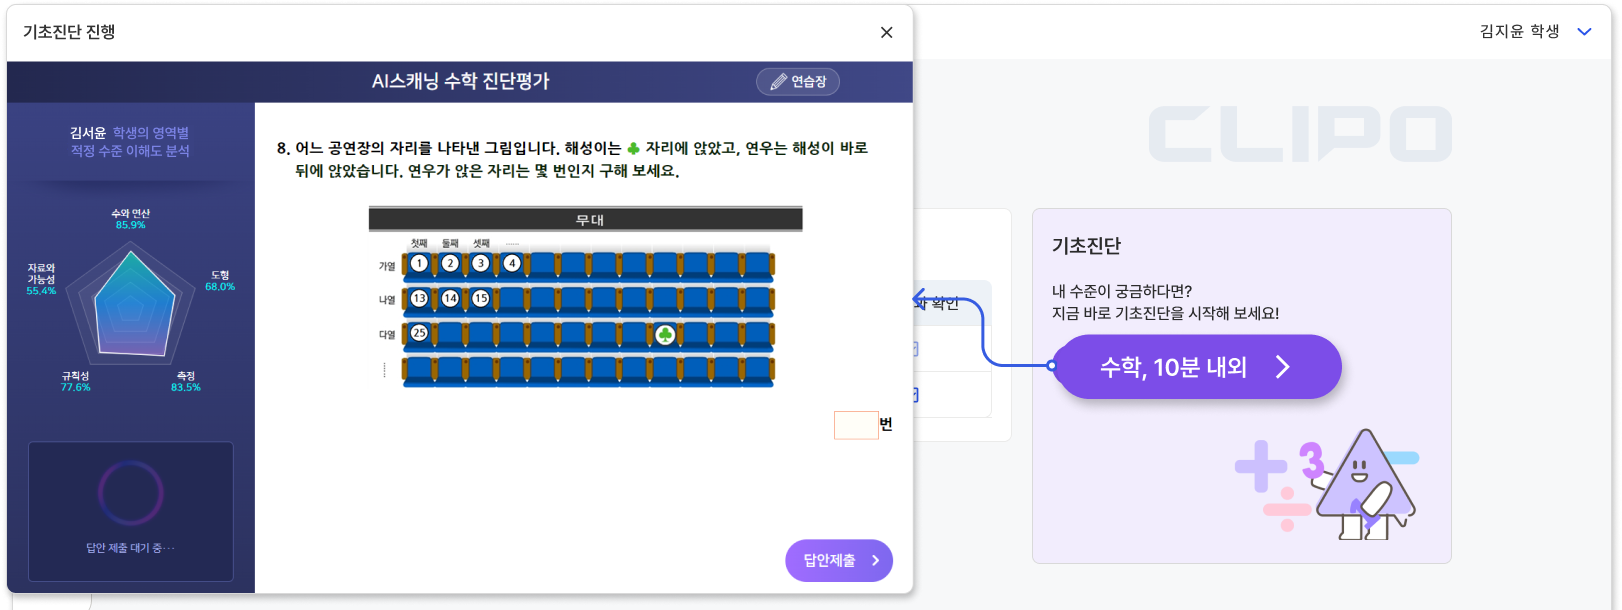 기초진단 진행
김지윤 학생
AI스캐닝 수학 진단평가
연습장
김서윤 학생의 영역별
적정 수준 이해도 분석
수와 연산
85.9%
자료와
가능성
55.4%
도형
68.0%
규칙성
77.6%
측정
83.5%
답안 제출 대기 중···
8. 어느 공연장의 자리를 나타낸 그림입니다. 해성이는 자리에 앉았고, 연우는 해성이 바로
뒤에 앉았습니다. 연우가 앉은 자리는 몇 번인지 구해 보세요.
무대
첫째 둘째 셋째 ······
가열 1 2 3 4
나열 13 14 15
다열 25
번
답안제출
CLIPO
확인
기초진단
내 수준이 궁금하다면?
지금 바로 기초진단을 시작해 보세요!
수학, 10분 내외
3